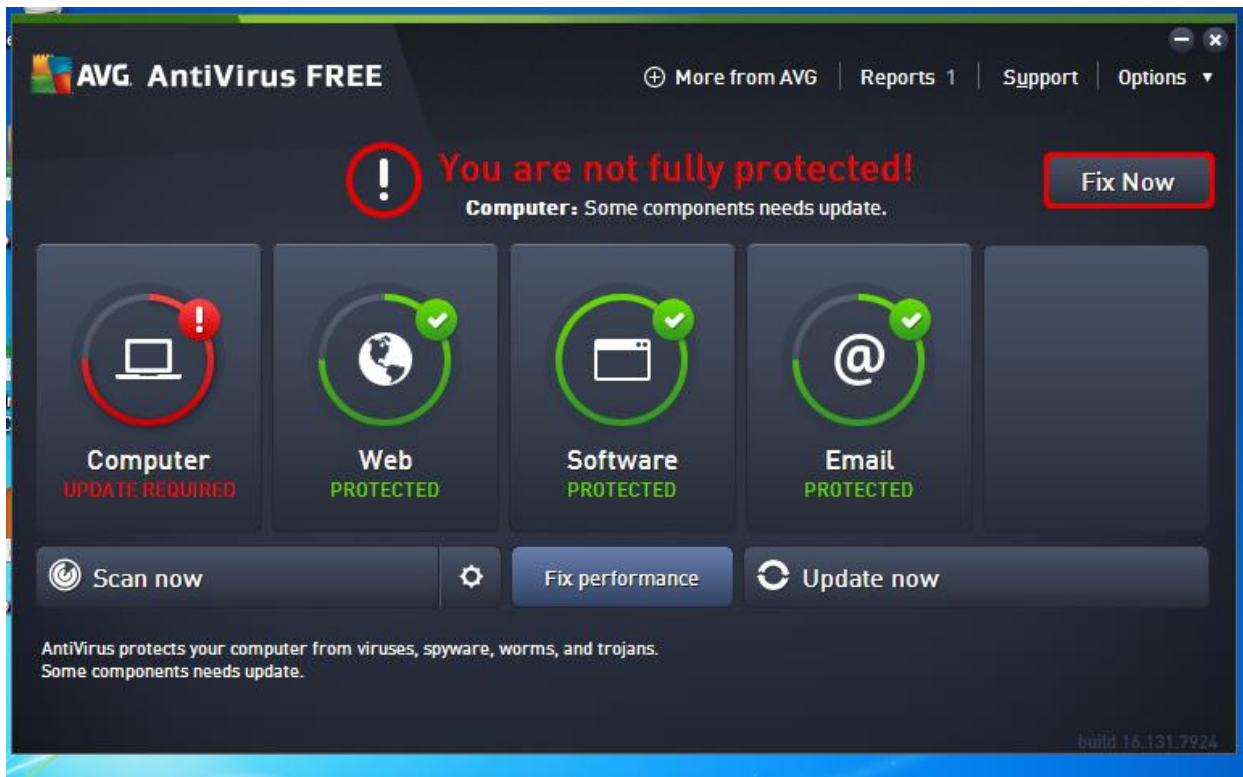 AVG AntiVirus FREE
More from AVG Reports 1 Support Options
You are not fully protected!
Fix Now
Computer: Some components needs update.
Computer Web Software Email
UPDATE REQUIRED PROTECTED PROTECTED PROTECTED
Scan now Fix performance Update now
AntiVirus protects your computer from viruses, spyware, worms, and trojans.
Some components needs update.
build 16.131.7924